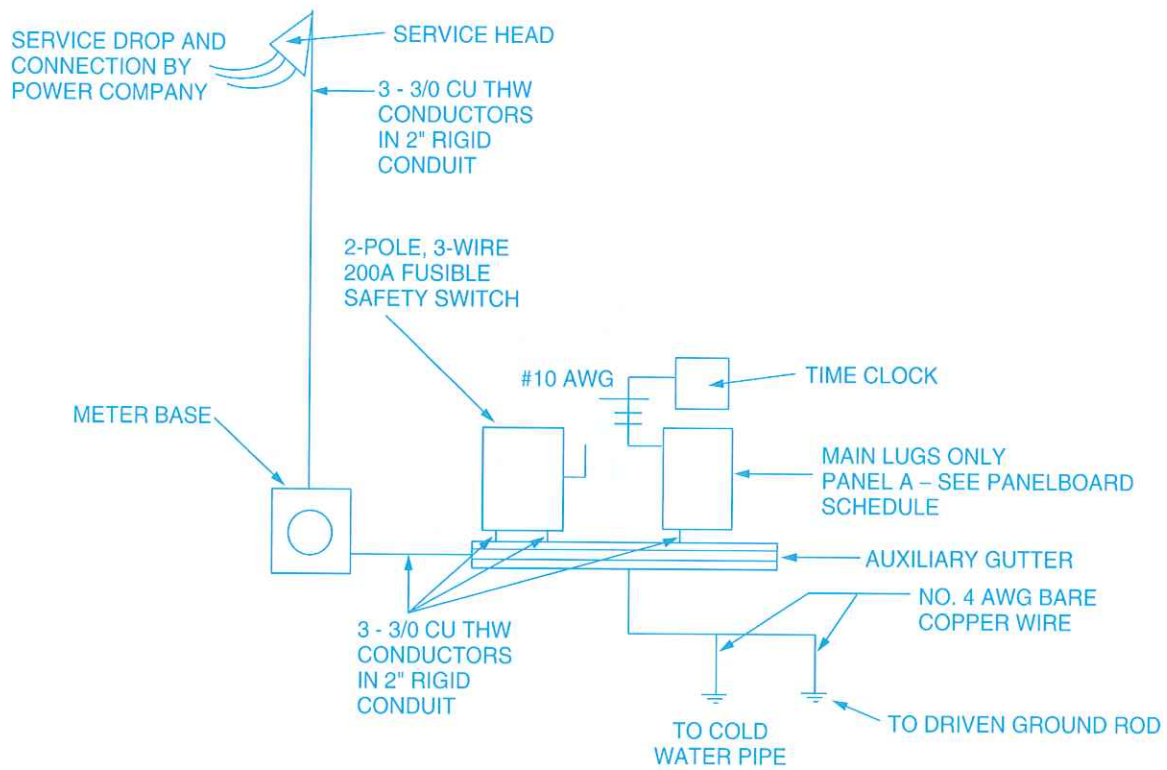 SERVICE DROP AND
CONNECTION BY
POWER COMPANY
SERVICE HEAD
3 - 3/0 CU THW
CONDUCTORS
IN 2" RIGID
CONDUIT
2-POLE, 3-WIRE
200A FUSIBLE
SAFETY SWITCH
#10 AWG
TIME CLOCK
METER BASE
MAIN LUGS ONLY
PANEL A – SEE PANELBOARD
SCHEDULE
AUXILIARY GUTTER
NO. 4 AWG BARE
COPPER WIRE
3 - 3/0 CU THW
CONDUCTORS
IN 2" RIGID
CONDUIT
TO COLD
WATER PIPE
TO DRIVEN GROUND ROD